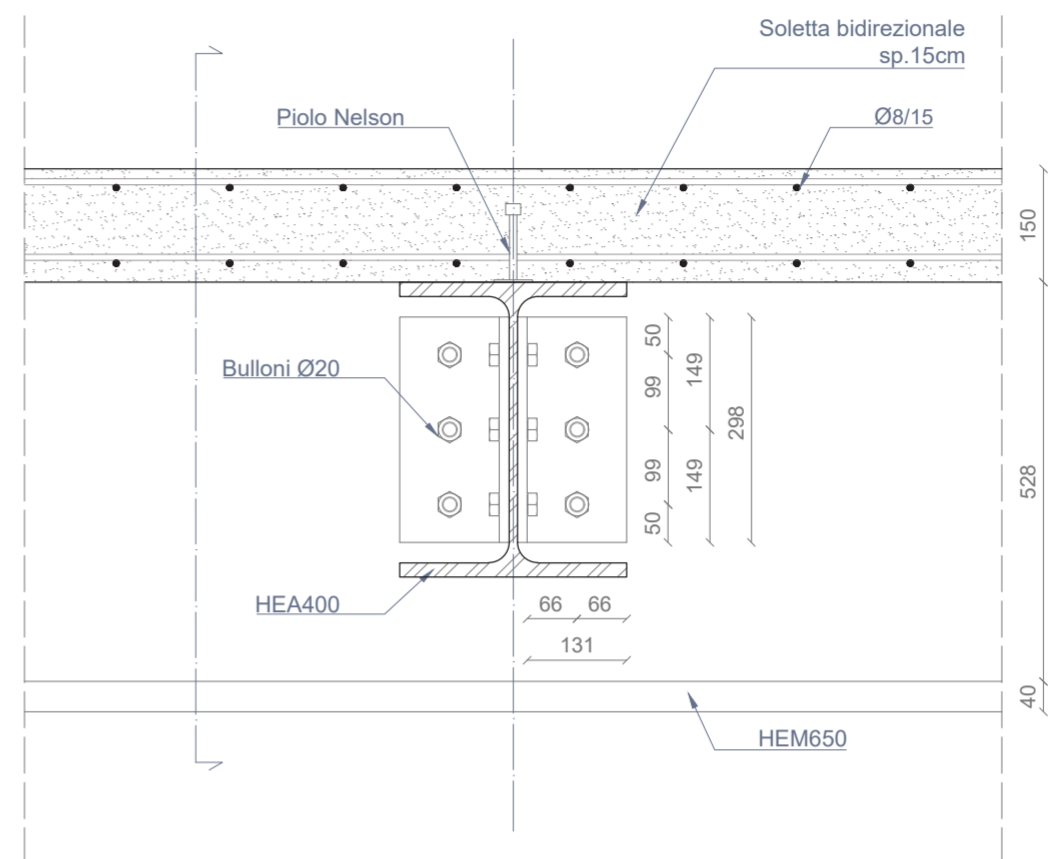 Soletta bidirezionale
sp.15cm
Piolo Nelson
Ø8/15
150
Bulloni Ø20
50
99
149
298
99
149
50
528
HEA400
66 66
131
40
HEM650